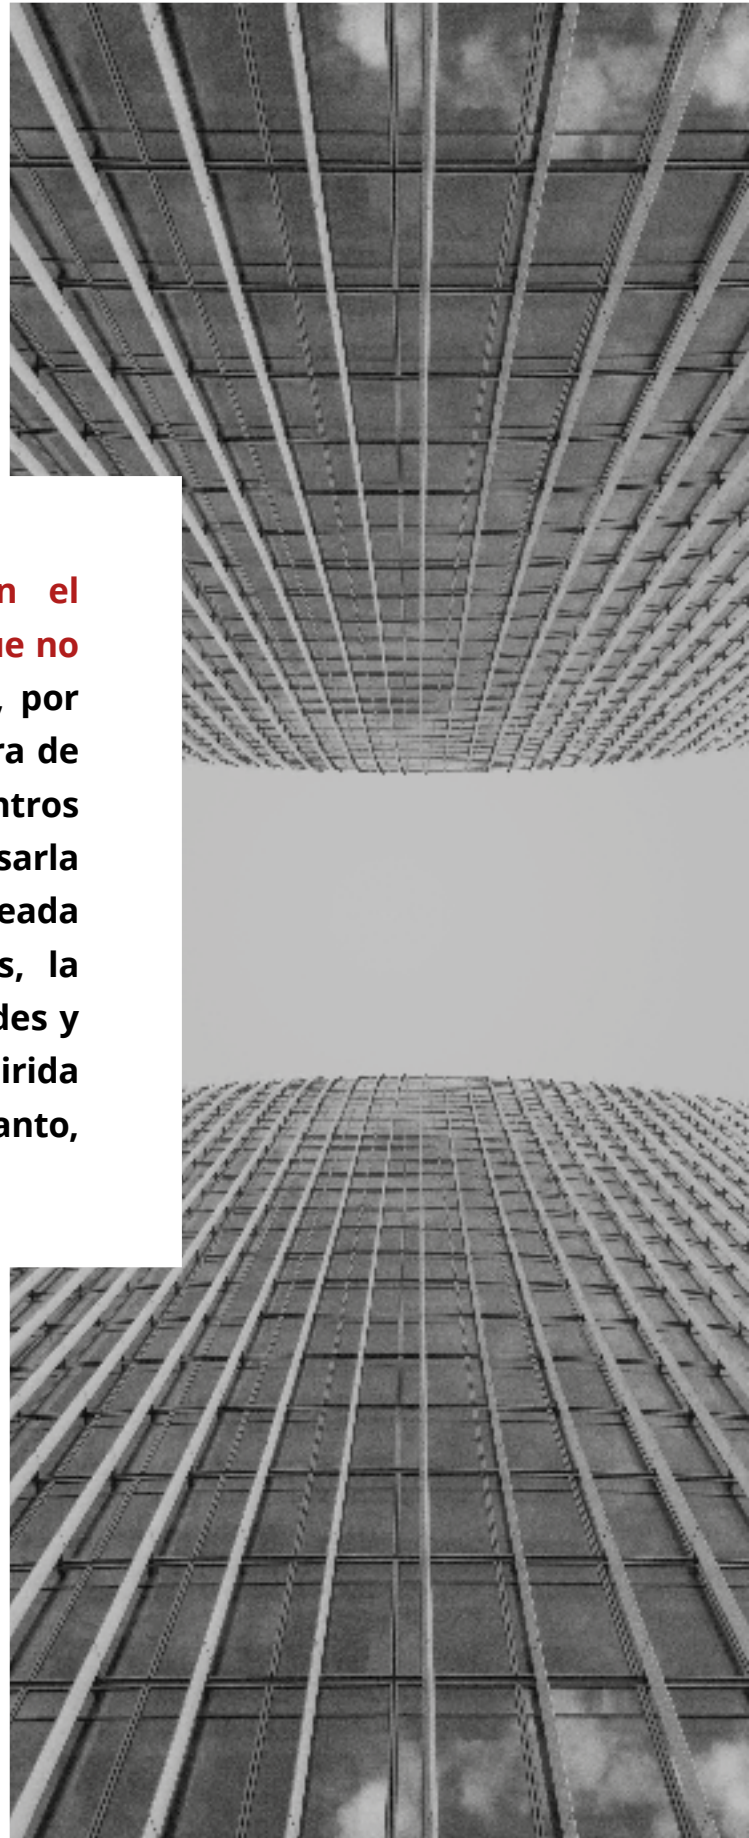 n el
ue no
, por
ra de
ntros
sarla
eada
s, la
des y
irida
anto,